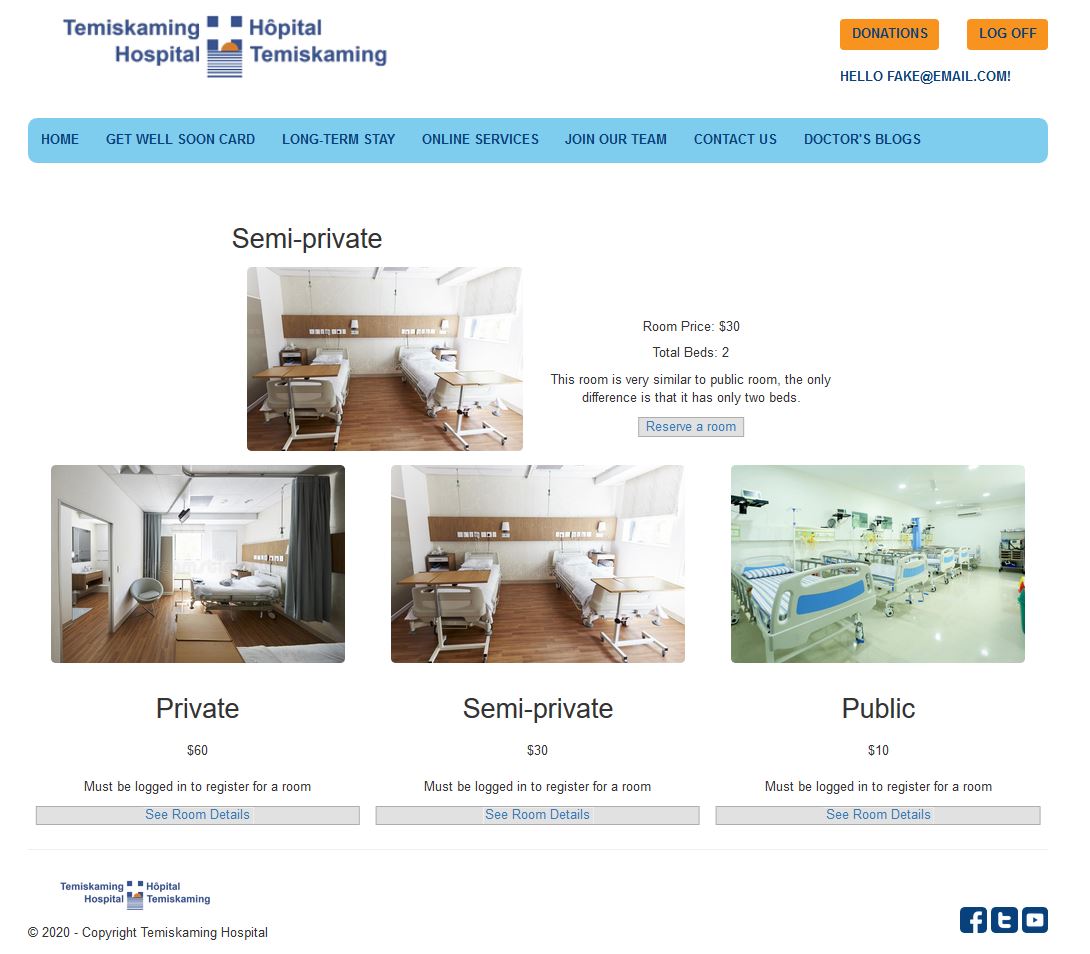 Temiskaming Hôpital
Hospital Temiskaming
DONATIONS LOG OFF
HELLO FAKE@EMAIL.COM!
HOME GET WELL SOON CARD LONG-TERM STAY ONLINE SERVICES JOIN OUR TEAM CONTACT US DOCTOR'S BLOGS
Semi-private
Room Price: $30
Total Beds: 2
This room is very similar to public room, the only
difference is that it has only two beds.
Reserve a room
Private Semi-private Public
$60 $30 $10
Must be logged in to register for a room Must be logged in to register for a room Must be logged in to register for a room
See Room Details See Room Details See Room Details
Temiskaming Hôpital
Hospital Temiskaming
© 2020 - Copyright Temiskaming Hospital